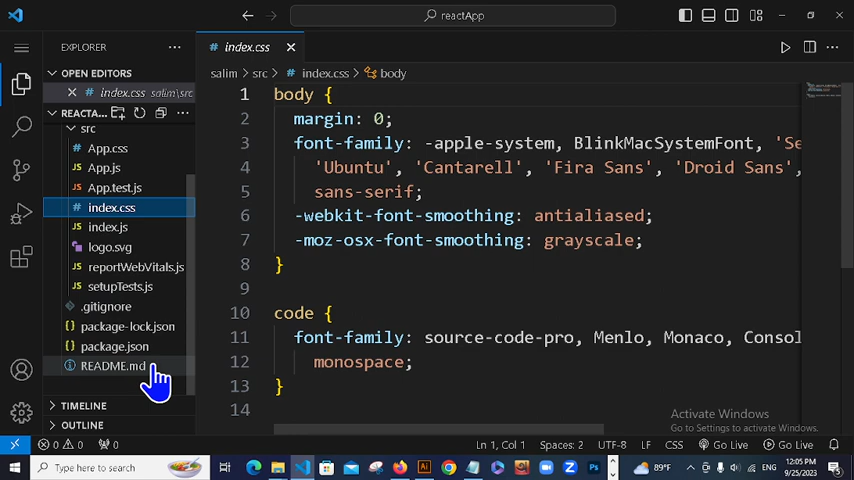 reactApp
EXPLORER
index.css
OPEN EDITORS
salim > src > # index.css > body
# index.css salim\src
REACTA...
src
App.css
App.js
App.test.js
index.css
index.js
logo.svg
reportWebVitals.js
setupTests.js
.gitignore
package-lock.json
package.json
README.md
TIMELINE
OUTLINE
1 body {
2 margin: 0;
3 font-family: -apple-system, BlinkMacSystemFont, 'Se
4 'Ubuntu', 'Cantarell', 'Fira Sans', 'Droid Sans',
5 sans-serif;
6 -webkit-font-smoothing: antialiased;
7 -moz-osx-font-smoothing: grayscale;
8 }
9
10 code {
11 font-family: source-code-pro, Menlo, Monaco, Conso
12 monospace;
13 }
14
Activate Windows
Go to Settings to activate Windows.
0 0 0 Ln 1, Col 1 Spaces: 2 UTF-8 LF CSS Go Live Go Live
Type here to search 89°F ENG 12:05 PM
9/25/2023